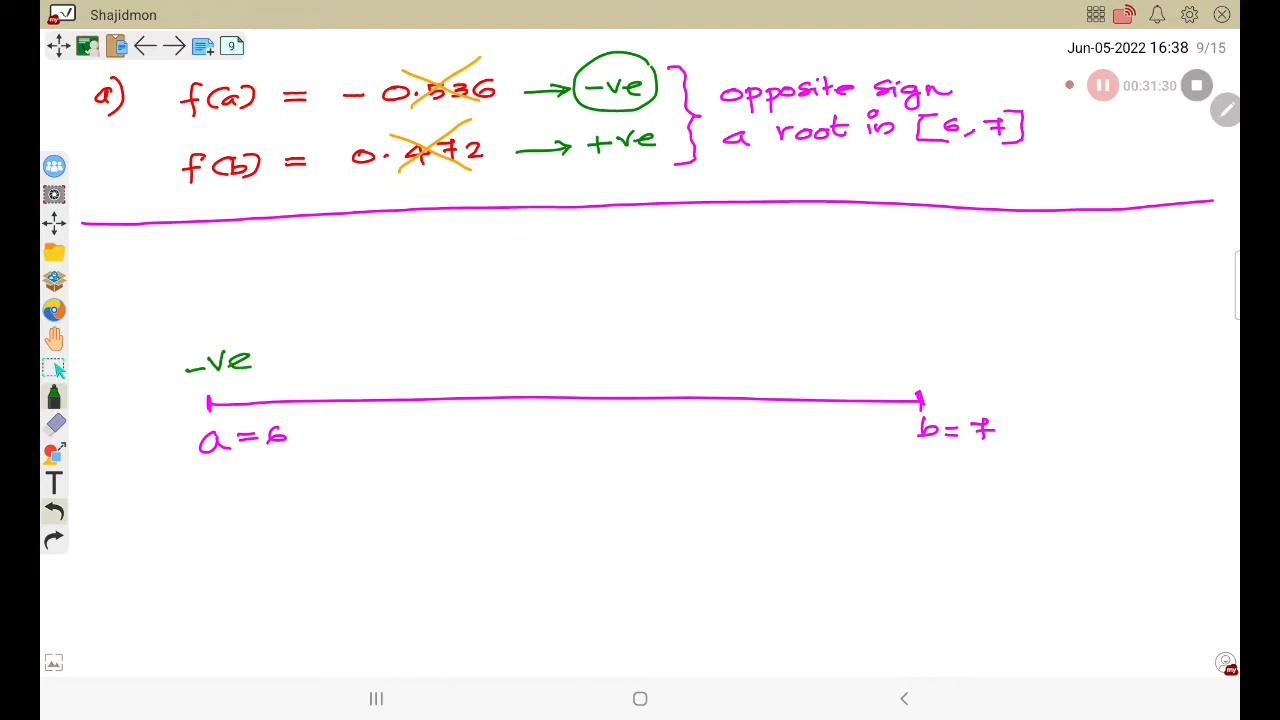 Shajidmon
9
Jun-05-2022 16:38 9/15
00:31:30
a) f(a) = - 0.536 → -ve opposite sign
f(b) = 0.472 → +ve a root in [6, 7]
-ve
a = 6 b = 7
T